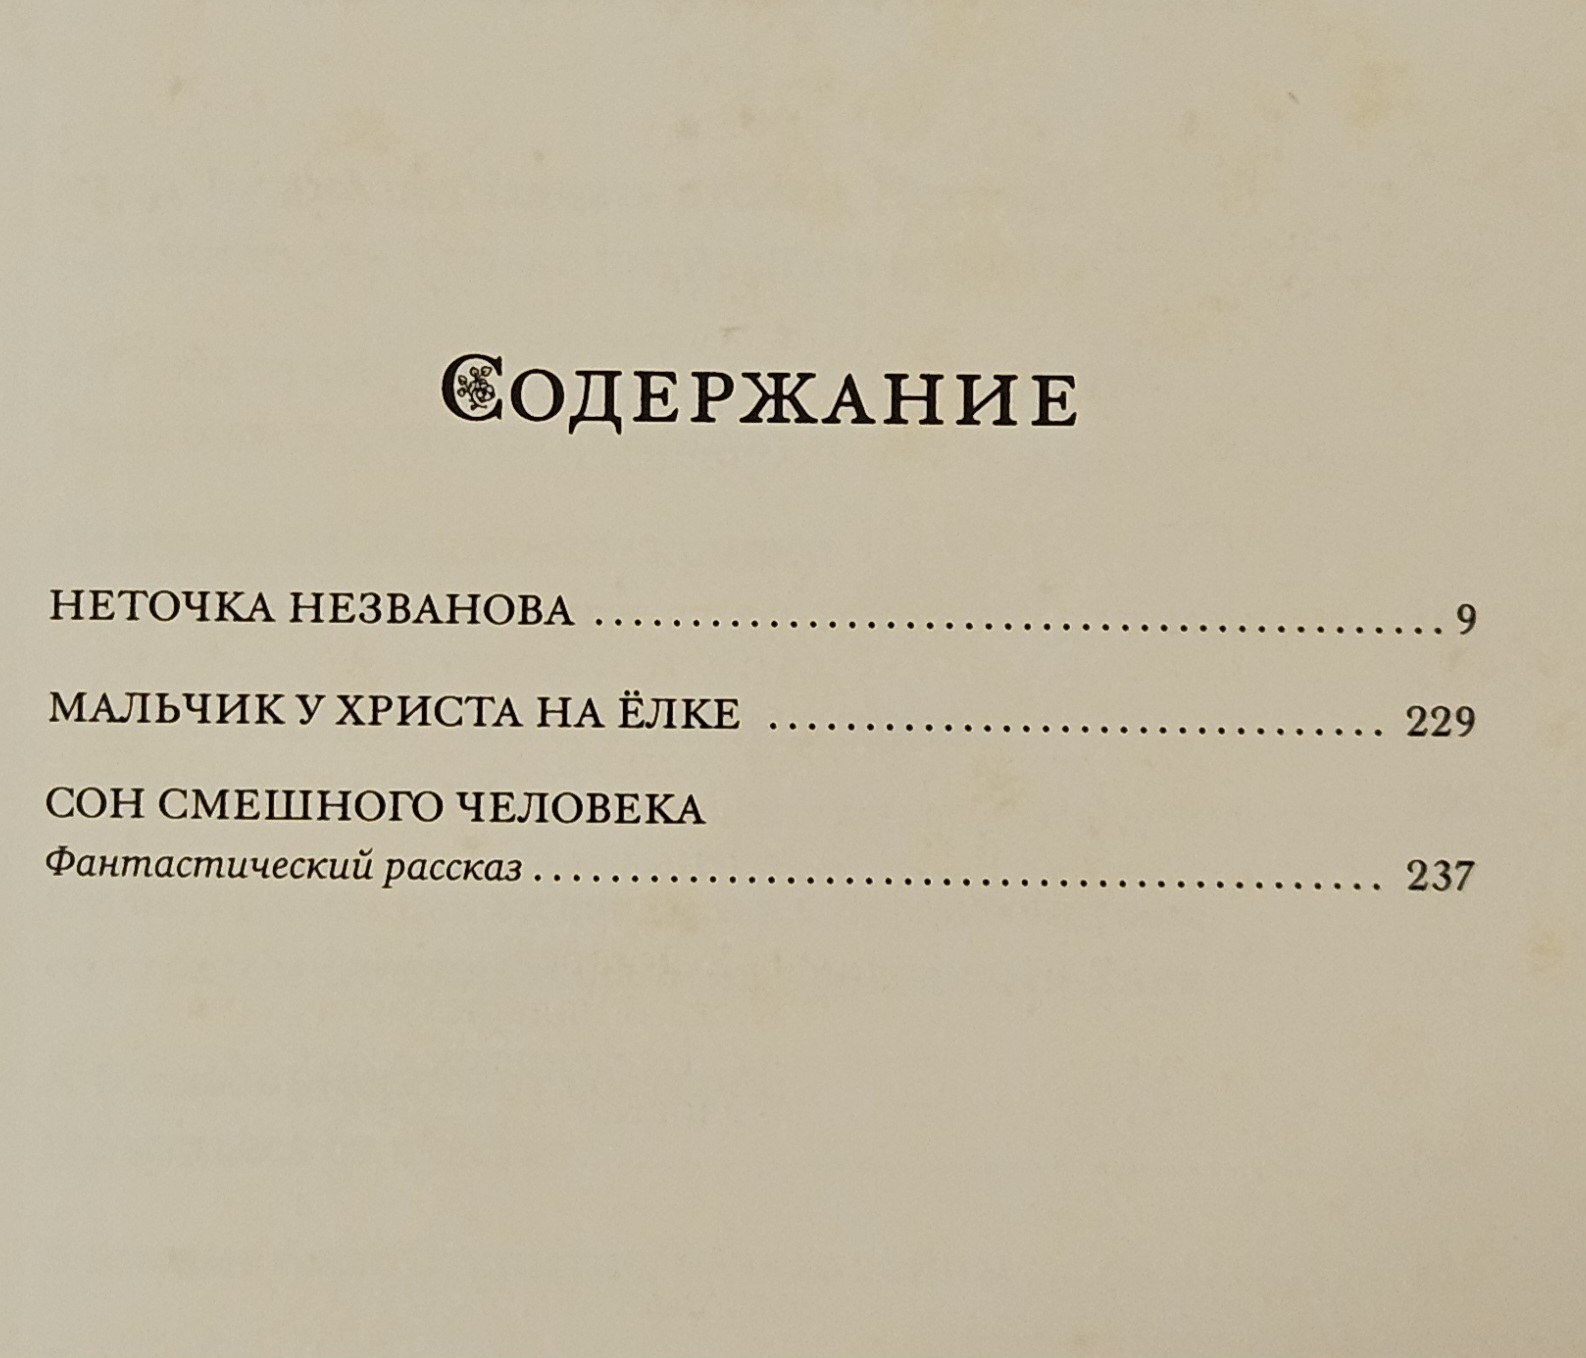 СОДЕРЖАНИЕ
НЕТОЧКА НЕЗВАНОВА ............................................. 9
МАЛЬЧИК У ХРИСТА НА ЁЛКЕ ................................ 229
СОН СМЕШНОГО ЧЕЛОВЕКА
Фантастический рассказ ............................................. 237